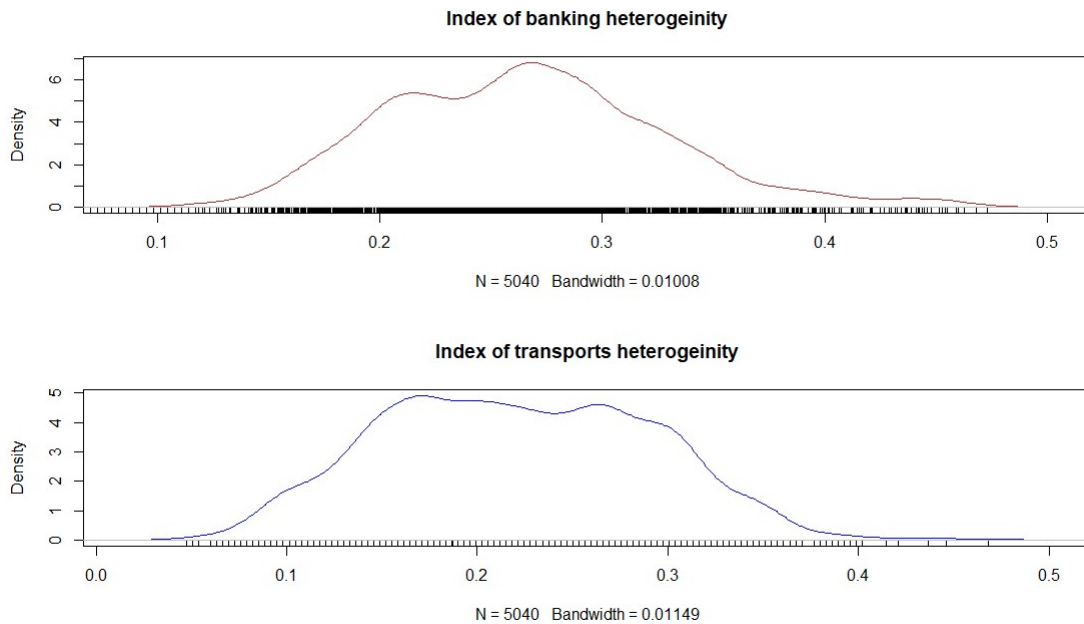 Index of banking heterogeinity
Density
0
2
4
6
0.1 0.2 0.3 0.4 0.5
N = 5040 Bandwidth = 0.01008
Index of transports heterogeinity
Density
0
1
2
3
4
5
0.0 0.1 0.2 0.3 0.4 0.5
N = 5040 Bandwidth = 0.01149